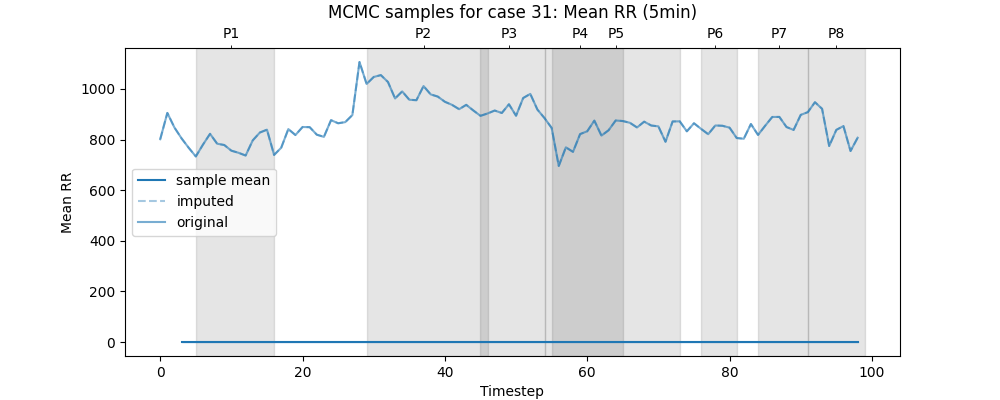 MCMC samples for case 31: Mean RR (5min)
P1 P2 P3 P4 P5 P6 P7 P8
1000
800
600
400
200
0
Mean RR
sample mean
imputed
original
0 20 40 60 80 100
Timestep